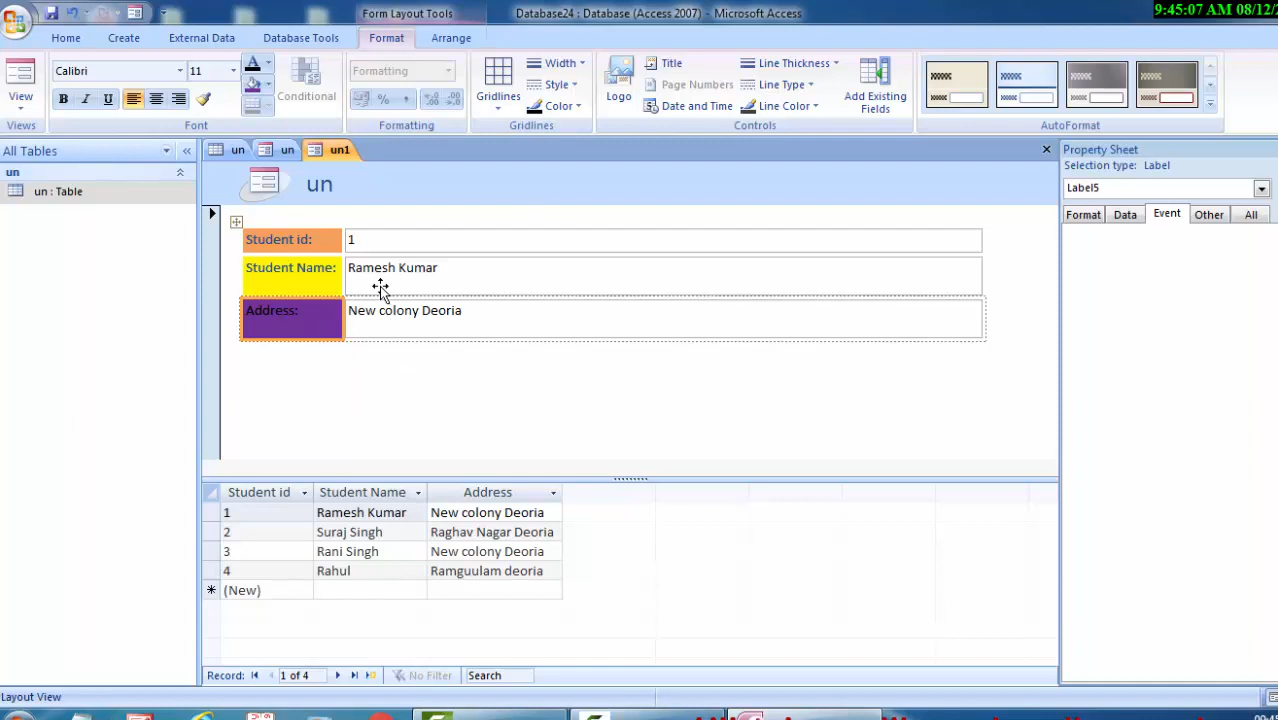 9:45:07 AM 08/12/2
Form Layout Tools
Database24 : Database (Access 2007) - Microsoft Access
Home
Create
External Data
Database Tools
Format
Arrange
View
Views
Calibri
11
B I U
A
Font
Conditional
Formatting
%
Formatting
Gridlines
Width
Style
Color
Gridlines
Logo
Title
Page Numbers
Date and Time
Line Thickness
Line Type
Line Color
Add Existing
Fields
Controls
AutoFormat
All Tables
un
un : Table
un
un
un1
un
Student id:
1
Student Name:
Ramesh Kumar
Address:
New colony Deoria
Student id Student Name Address
1 Ramesh Kumar New colony Deoria
2 Suraj Singh Raghav Nagar Deoria
3 Rani Singh New colony Deoria
4 Rahul Ramguulam deoria
(New)
Record:
1 of 4
No Filter
Search
Property Sheet
Selection type: Label
Label5
Format
Data
Event
Other
All
Layout View